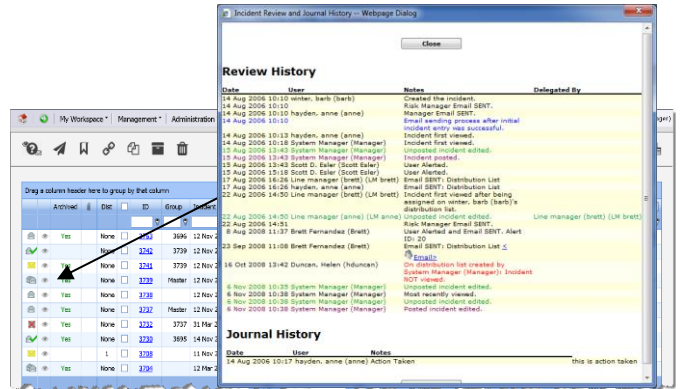 Incident Review and Journal History -- Webpage Dialog
Close
Review History
Date User Notes Delegated By
14 Aug 2006 10:10 winter, barb (barb) Created the incident.
14 Aug 2006 10:10 Risk Manager Email SENT.
14 Aug 2006 10:10 hayden, anne (anne) Manager Email SENT.
14 Aug 2006 10:10 Email sending process after initial
incident entry was successful.
14 Aug 2006 10:13 hayden, anne (anne) Incident first viewed.
14 Aug 2006 10:18 System Manager (Manager) Incident first viewed.
15 Aug 2006 13:43 System Manager (Manager) Unposted incident edited.
15 Aug 2006 13:43 System Manager (Manager) Incident posted.
15 Aug 2006 13:43 Scott D. Esler (Scott Esler) User Alerted.
15 Aug 2006 15:18 Scott D. Esler (Scott Esler) User Alerted.
17 Aug 2006 16:26 Line manager (brett) (LM brett) Email SENT: Distribution List
17 Aug 2006 16:26 hayden, anne (anne) Email SENT: Distribution List
22 Aug 2006 14:50 Line manager (brett) (LM brett) Incident first viewed after being
assigned on winter, barb (barb)'s
distribution list.
22 Aug 2006 14:50 Line manager (anne) (LM anne) Unposted incident edited. Line manager (brett) (LM brett)
22 Aug 2006 14:51 Risk Manager Email SENT.
8 Aug 2008 11:37 Brett Fernandez (Brett) User Alerted and Email SENT. Alert
ID: 20
23 Sep 2008 11:08 Brett Fernandez (Brett) Email SENT: Distribution List <
Email>
16 Oct 2008 13:42 Duncan, Helen (hduncan) On distribution list created by
System Manager (Manager): Incident
NOT viewed.
6 Nov 2008 10:35 System Manager (Manager) Unposted incident edited.
6 Nov 2008 10:38 System Manager (Manager) Most recently viewed.
6 Nov 2008 10:38 System Manager (Manager) Unposted incident edited.
6 Nov 2008 10:38 System Manager (Manager) Posted incident edited.
Journal History
Date User Notes
14 Aug 2006 10:17 hayden, anne (anne) Action Taken this is action taken
My Workspace Management Administration
Drag a column header here to group by that column
Archived Dist ID Group Incident
Yes None 3763 3696 12 Nov 2
Yes None 3742 3739 12 Nov 2
Yes None 3741 3739 12 Nov 2
Yes None 3739 Master 12 Nov 2
Yes None 3738 12 Nov 2
Yes None 3737 Master 12 Nov 2
Yes None 3732 3737 31 Mar 2
Yes None 3730 3695 14 Nov 2
1 3708 11 Nov 2
Yes None 3704 12 Mar 2